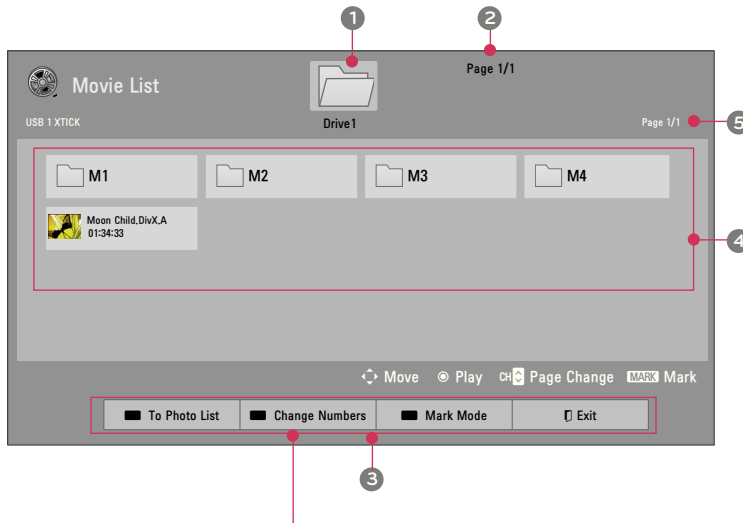 1
2
Page 1/1
Movie List
USB 1 XTICK
Drive1
Page 1/1
5
M1
M2
M3
M4
Moon Child,DivX,A
01:34:33
4
Move
Play
CH Page Change
MARK Mark
To Photo List
Change Numbers
Mark Mode
Exit
3